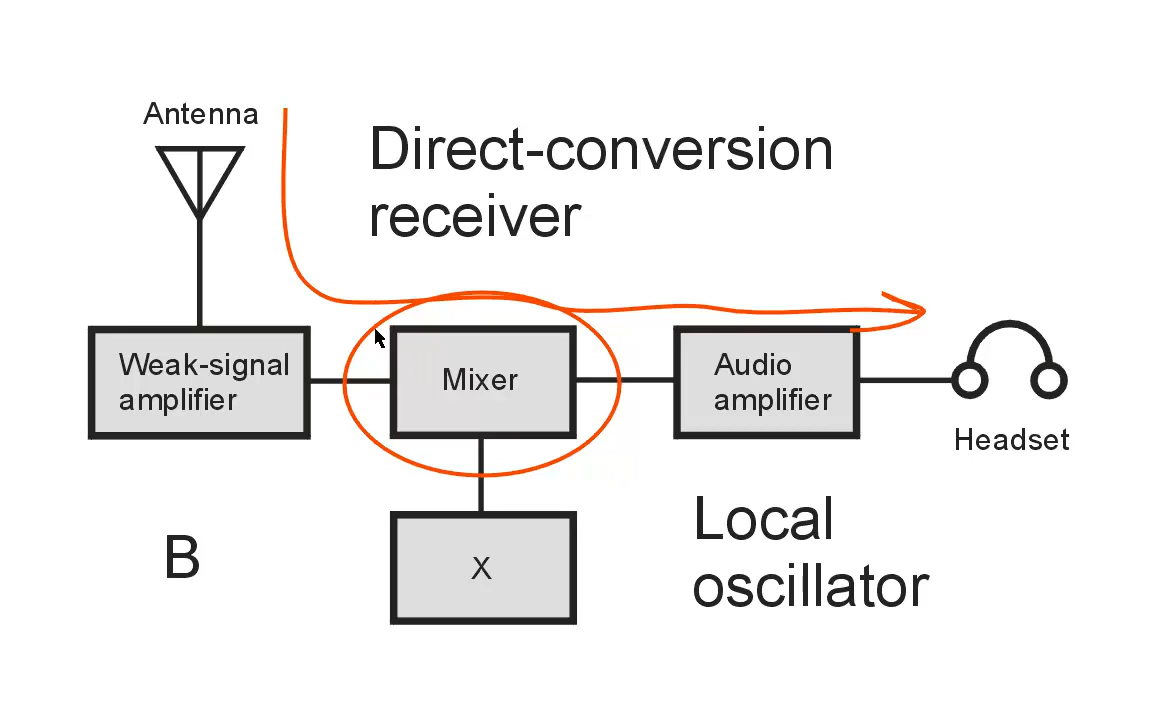 Antenna
Direct-conversion
receiver
Weak-signal
amplifier
Mixer
Audio
amplifier
Headset
B
X
Local
oscillator